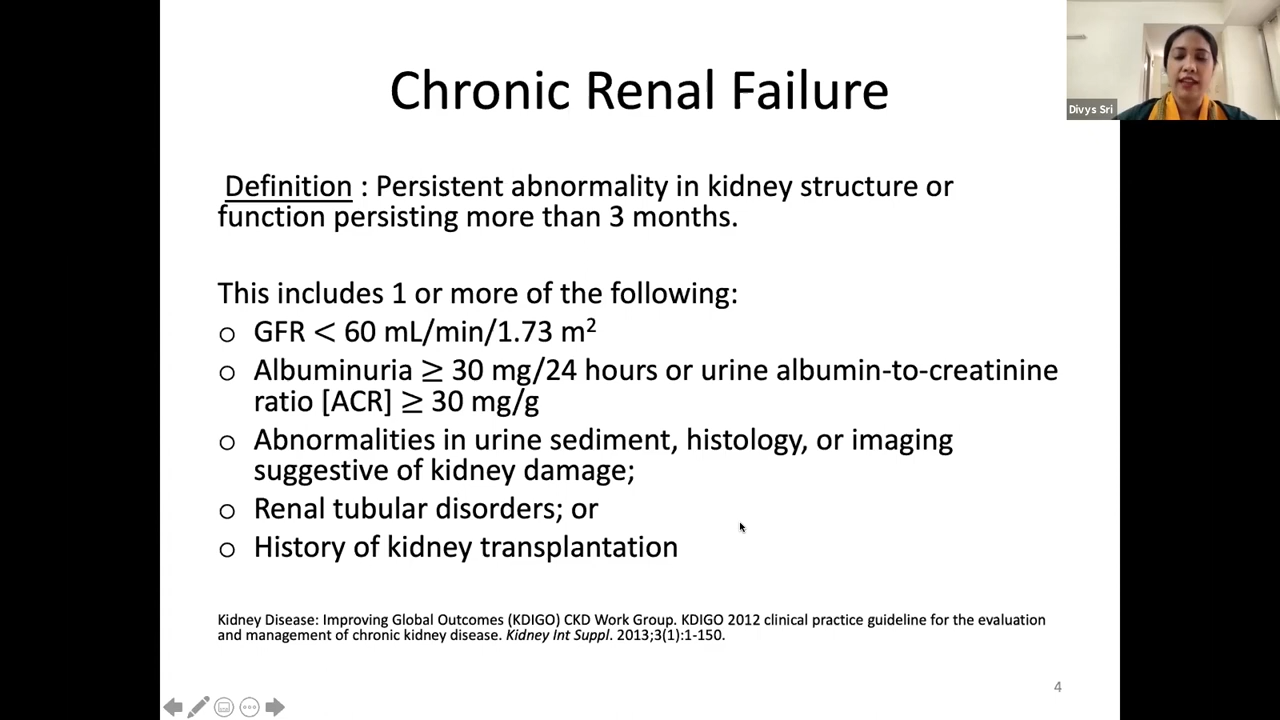 Chronic Renal Failure
Divys Sri
Definition : Persistent abnormality in kidney structure or
function persisting more than 3 months.
This includes 1 or more of the following:
o GFR < 60 mL/min/1.73 m²
o Albuminuria ≥ 30 mg/24 hours or urine albumin-to-creatinine
ratio [ACR] ≥ 30 mg/g
o Abnormalities in urine sediment, histology, or imaging
suggestive of kidney damage;
o Renal tubular disorders; or
o History of kidney transplantation
Kidney Disease: Improving Global Outcomes (KDIGO) CKD Work Group. KDIGO 2012 clinical practice guideline for the evaluation
and management of chronic kidney disease. Kidney Int Suppl. 2013;3(1):1-150.
4